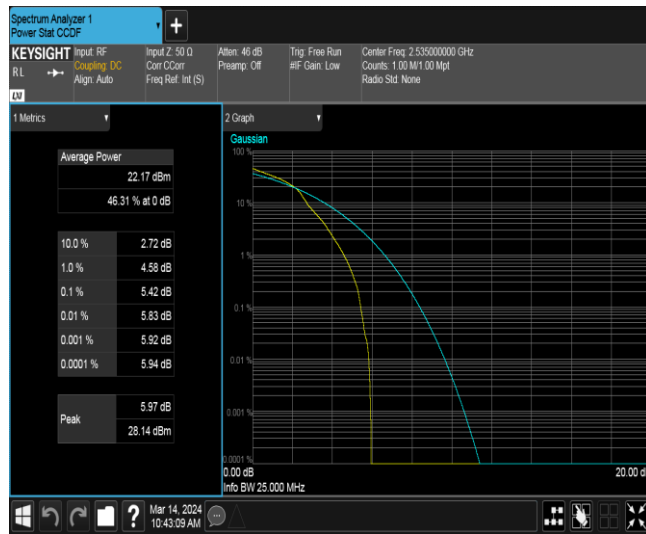 Spectrum Analyzer 1
Power Stat CCDF
+
KEYSIGHT
RL
LXI
Input: RF
Coupling: DC
Align: Auto
Input Z: 50 Ω
Corr CCorr
Freq Ref: Int (S)
Atten: 46 dB
Preamp: Off
Trig: Free Run
#IF Gain: Low
Center Freq: 2.535000000 GHz
Counts: 1.00 M/1.00 Mpt
Radio Std: None
1 Metrics
Average Power
22.17 dBm
46.31 % at 0 dB
10.0 % 2.72 dB
1.0 % 4.58 dB
0.1 % 5.42 dB
0.01 % 5.83 dB
0.001 % 5.92 dB
0.0001 % 5.94 dB
Peak
5.97 dB
28.14 dBm
2 Graph
Gaussian
100 %
10 %
1 %
0.1 %
0.01 %
0.001 %
0.0001 %
0.00 dB
20.00 d
Info BW 25.000 MHz
?
Mar 14, 2024
10:43:09 AM